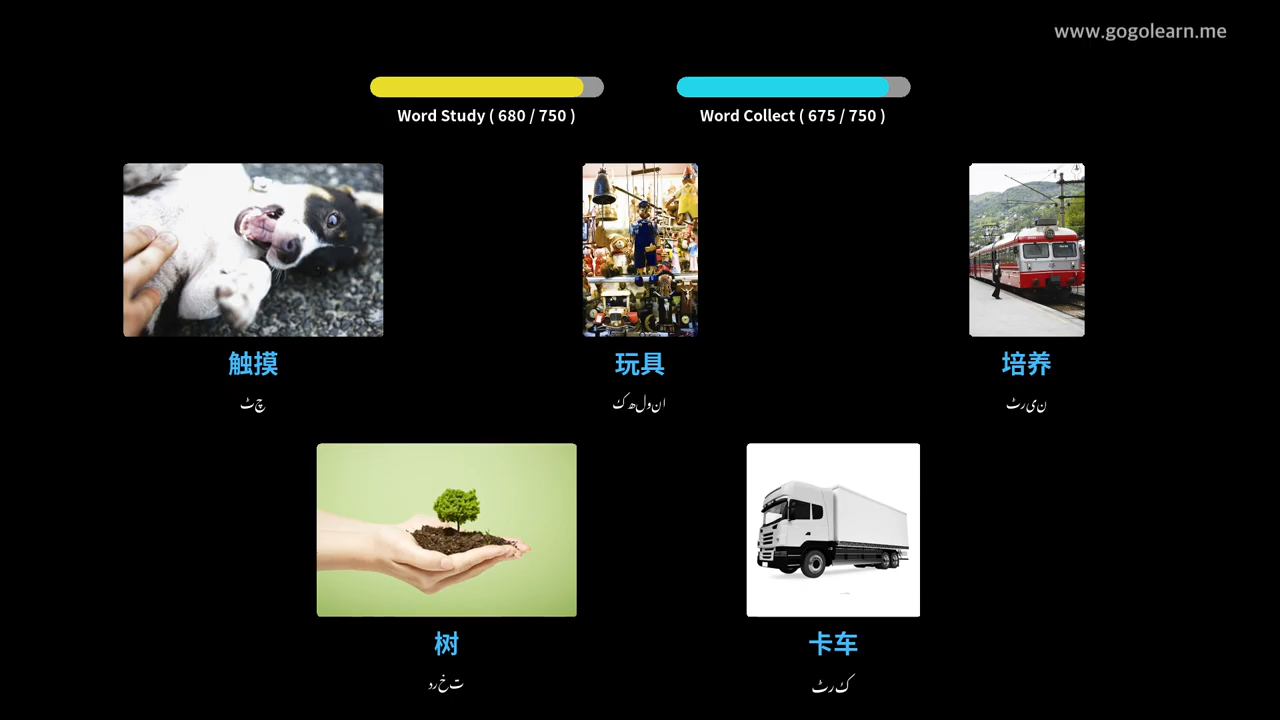 www.gogolearn.me
Word Study ( 680 / 750 )
Word Collect ( 675 / 750 )
触摸
چٹ
玩具
انولھک
培养
نیرٹ
树
تخرد
卡车
کرٹ